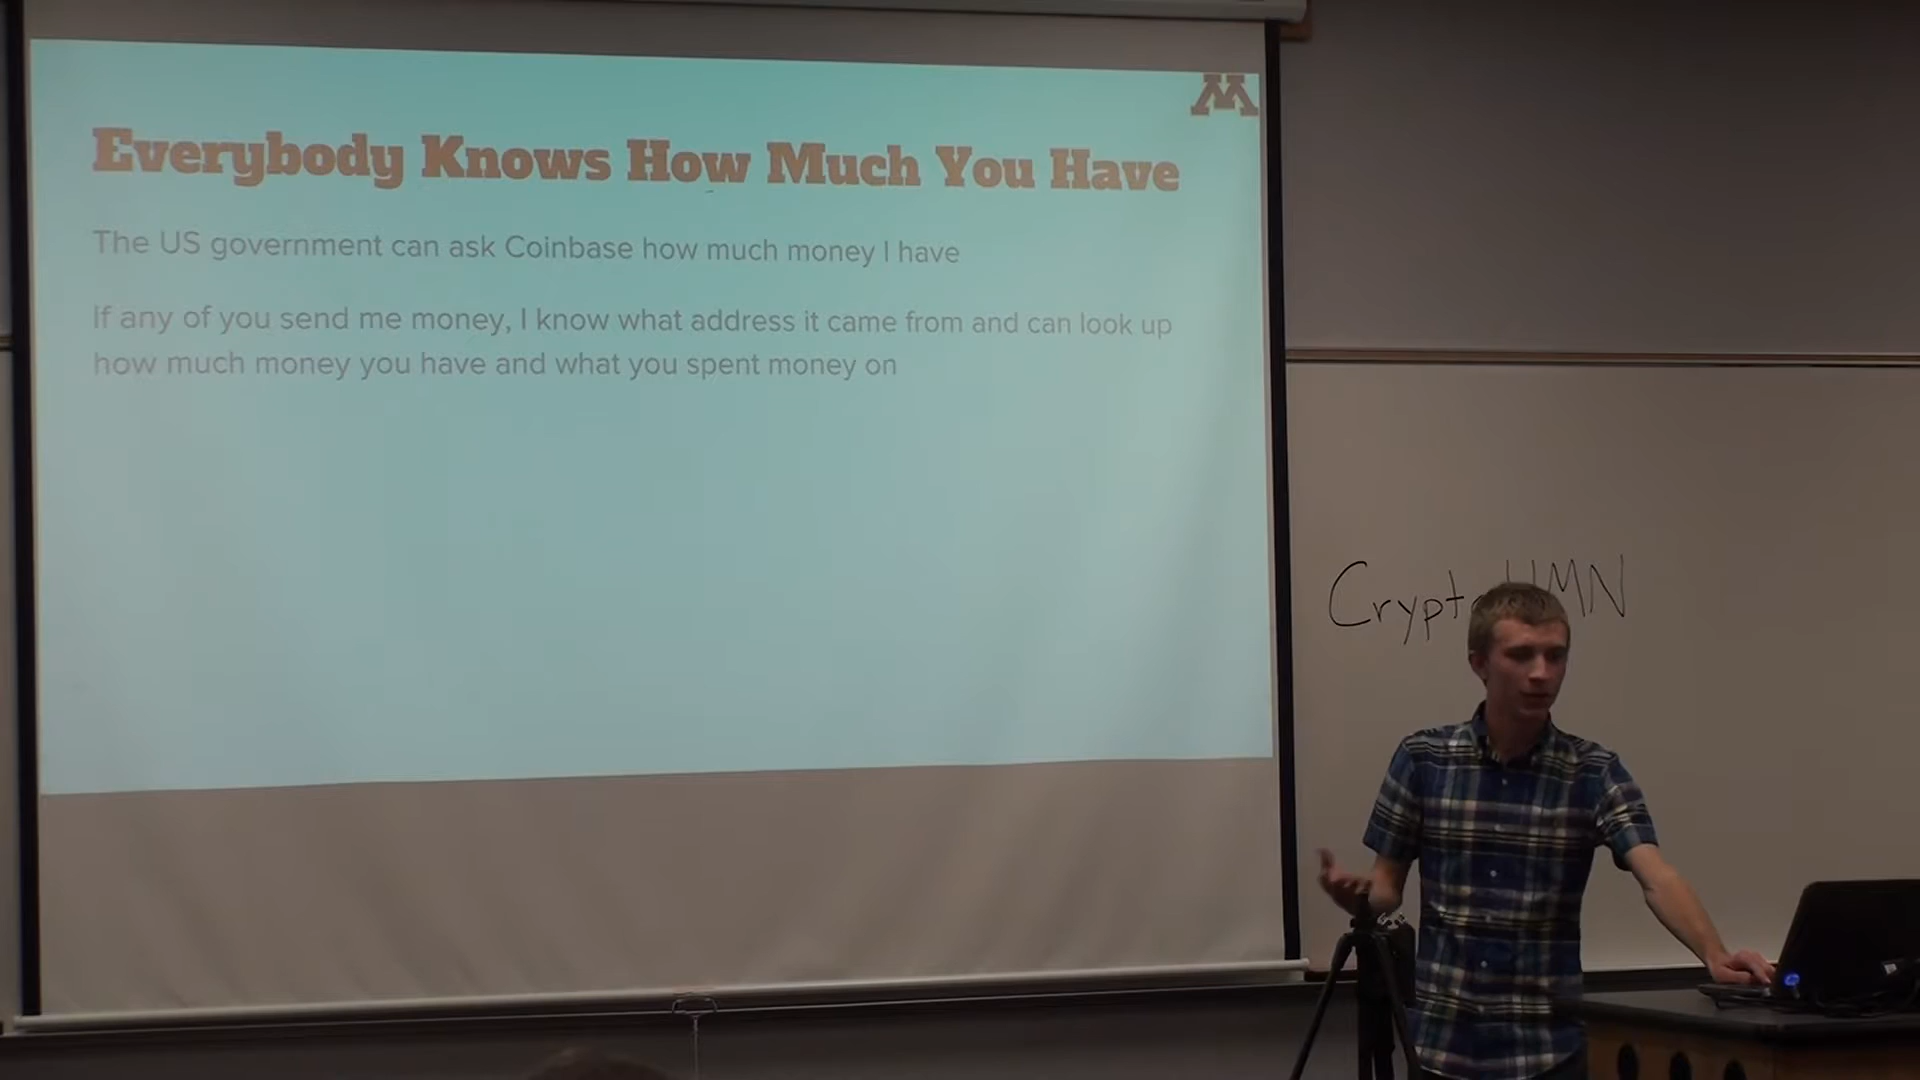 M
Everybody Knows How Much You Have
The US government can ask Coinbase how much money I have
If any of you send me money, I know what address it came from and can look up
how much money you have and what you spent money on
Crypto UMN